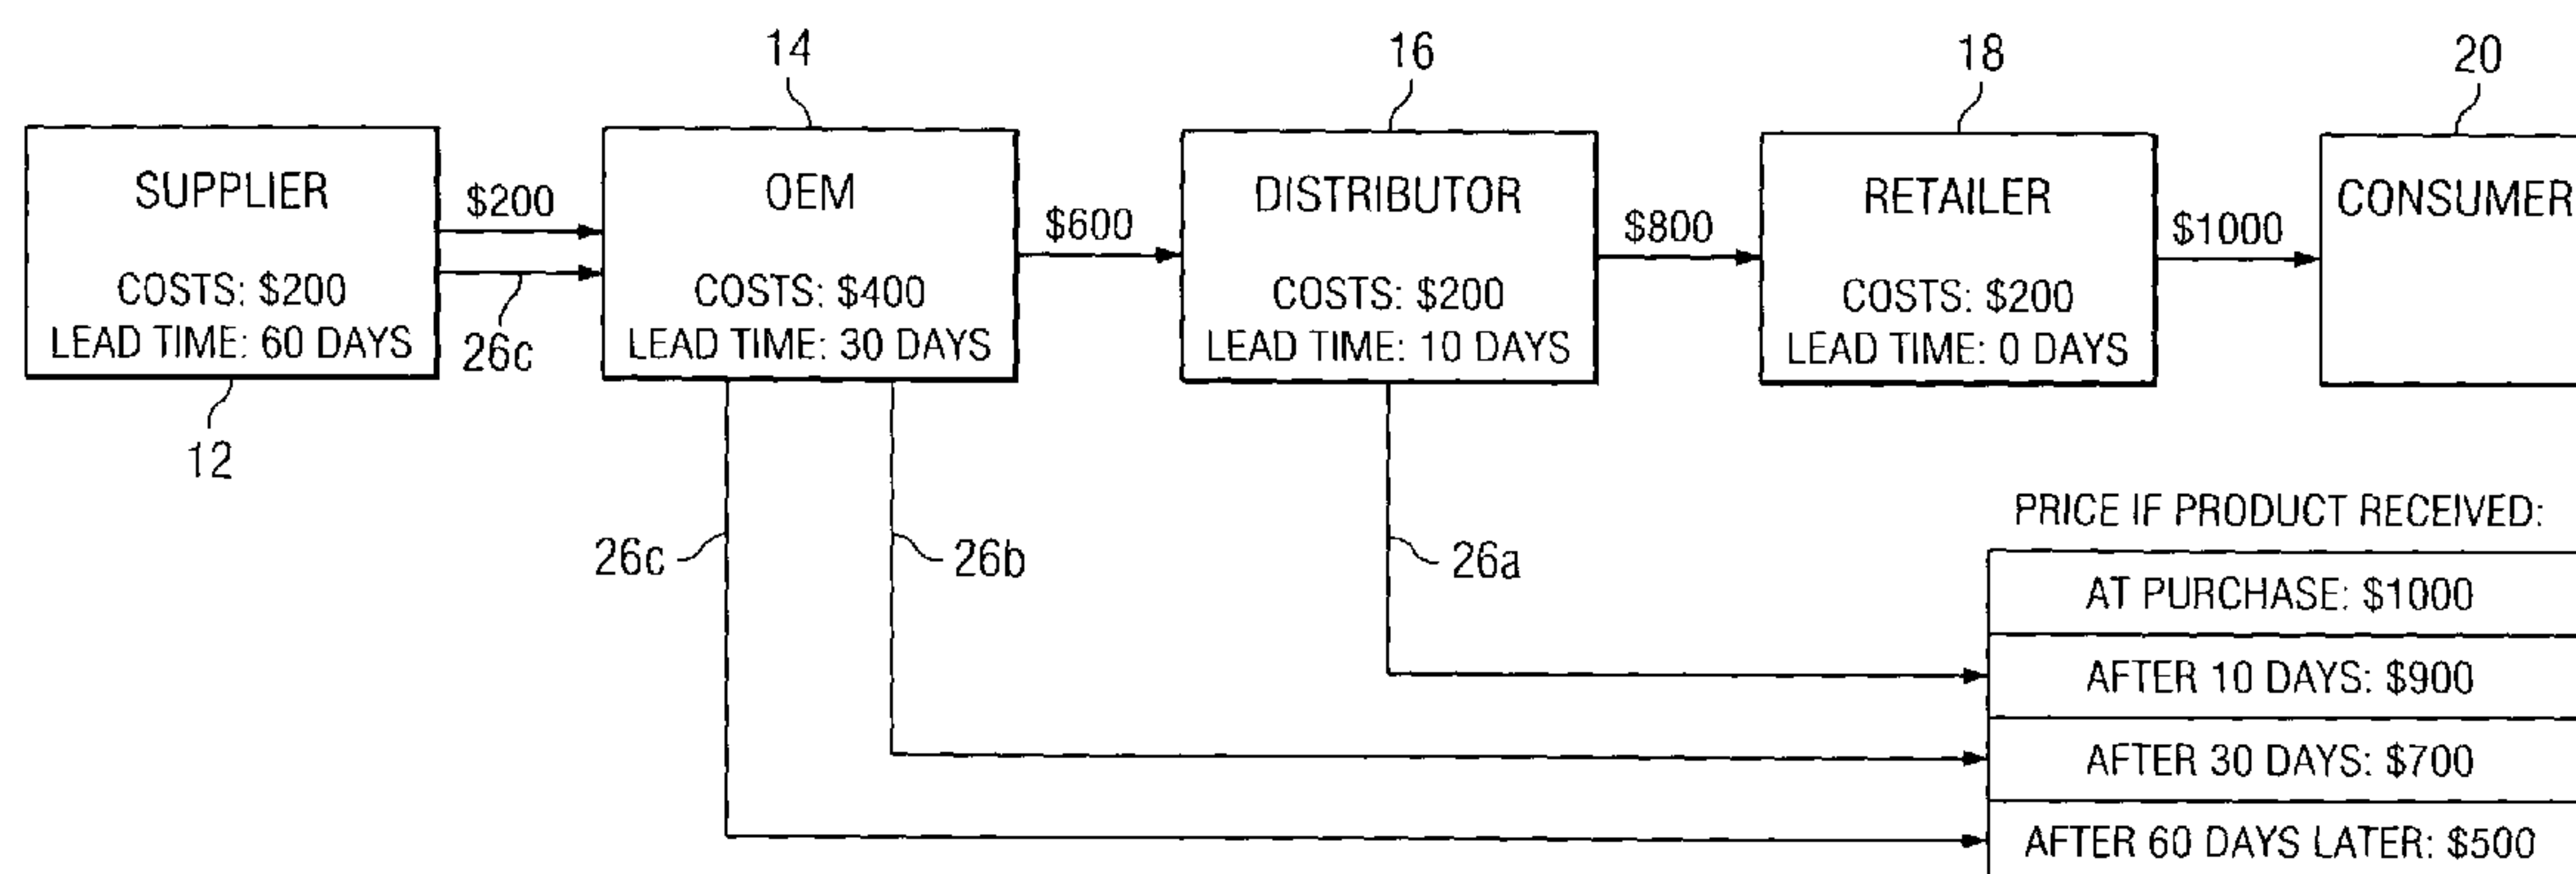 14
16
18
20
SUPPLIER
COSTS: $200
LEAD TIME: 60 DAYS
$200
26c
OEM
COSTS: $400
LEAD TIME: 30 DAYS
$600
DISTRIBUTOR
COSTS: $200
LEAD TIME: 10 DAYS
$800
RETAILER
COSTS: $200
LEAD TIME: 0 DAYS
$1000
CONSUMER
12
26c
26b
26a
PRICE IF PRODUCT RECEIVED:
AT PURCHASE: $1000
AFTER 10 DAYS: $900
AFTER 30 DAYS: $700
AFTER 60 DAYS LATER: $500